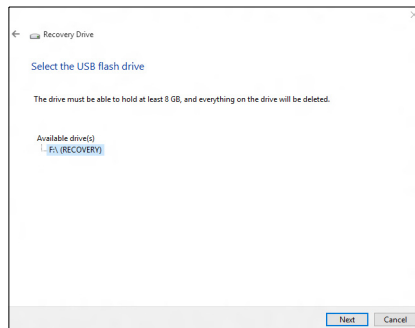 Recovery Drive
Select the USB flash drive
The drive must be able to hold at least 8 GB, and everything on the drive will be deleted.
Available drive(s)
F:\ (RECOVERY)
Next Cancel